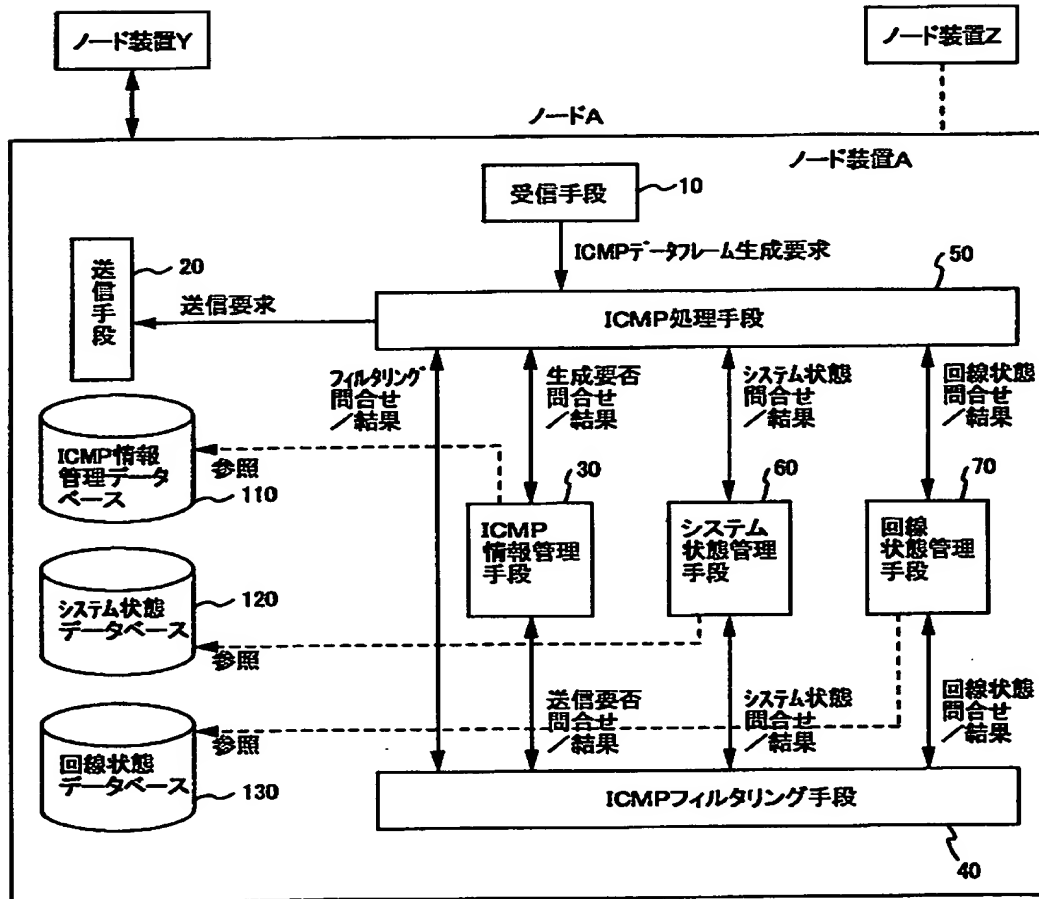 ノード装置Y
ノード装置Z
ノードA
ノード装置A
受信手段
10
ICMPデータフレーム生成要求
送信手段
20
送信要求
50
ICMP処理手段
フィルタリング
問合せ
／結果
生成要否
問合せ
／結果
システム状態
問合せ
／結果
回線状態
問合せ
／結果
ICMP情報
管理データ
ベース
110
参照
30
ICMP
情報管理
手段
60
システム
状態管理
手段
70
回線
状態管理
手段
システム状態
データベース
120
参照
送信要否
問合せ
／結果
システム状態
問合せ
／結果
回線状態
問合せ
／結果
回線状態
データベース
130
参照
ICMPフィルタリング手段
40